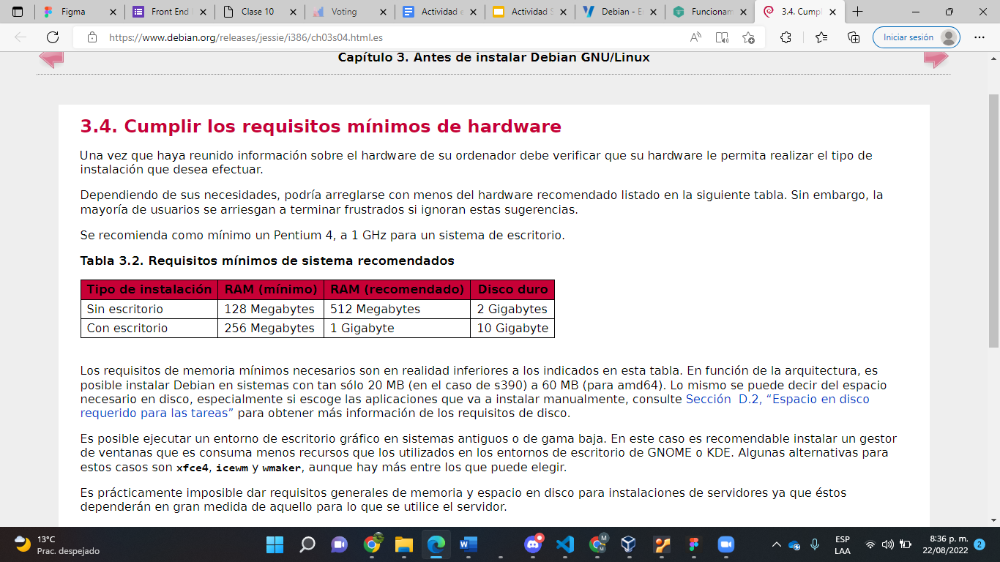 Figma
Front End
Clase 10
Voting
Actividad e
Actividad S
Debian - E
Funcionam
3.4. Cumpl
https://www.debian.org/releases/jessie/i386/ch03s04.html.es
Iniciar sesión
Capítulo 3. Antes de instalar Debian GNU/Linux
3.4. Cumplir los requisitos mínimos de hardware
Una vez que haya reunido información sobre el hardware de su ordenador debe verificar que su hardware le permita realizar el tipo de
instalación que desea efectuar.
Dependiendo de sus necesidades, podría arreglarse con menos del hardware recomendado listado en la siguiente tabla. Sin embargo, la
mayoría de usuarios se arriesgan a terminar frustrados si ignoran estas sugerencias.
Se recomienda como mínimo un Pentium 4, a 1 GHz para un sistema de escritorio.
Tabla 3.2. Requisitos mínimos de sistema recomendados
Tipo de instalación RAM (mínimo) RAM (recomendado) Disco duro
Sin escritorio 128 Megabytes 512 Megabytes 2 Gigabytes
Con escritorio 256 Megabytes 1 Gigabyte 10 Gigabyte
Los requisitos de memoria mínimos necesarios son en realidad inferiores a los indicados en esta tabla. En función de la arquitectura, es
posible instalar Debian en sistemas con tan sólo 20 MB (en el caso de s390) a 60 MB (para amd64). Lo mismo se puede decir del espacio
necesario en disco, especialmente si escoge las aplicaciones que va a instalar manualmente, consulte Sección D.2, “Espacio en disco
requerido para las tareas” para obtener más información de los requisitos de disco.
Es posible ejecutar un entorno de escritorio gráfico en sistemas antiguos o de gama baja. En este caso es recomendable instalar un gestor
de ventanas que es consuma menos recursos que los utilizados en los entornos de escritorio de GNOME o KDE. Algunas alternativas para
estos casos son xfce4, icewm y wmaker, aunque hay más entre los que puede elegir.
Es prácticamente imposible dar requisitos generales de memoria y espacio en disco para instalaciones de servidores ya que éstos
dependerán en gran medida de aquello para lo que se utilice el servidor.
13°C
Prac. despejado
ESP
LAA
8:36 p. m.
22/08/2022
2